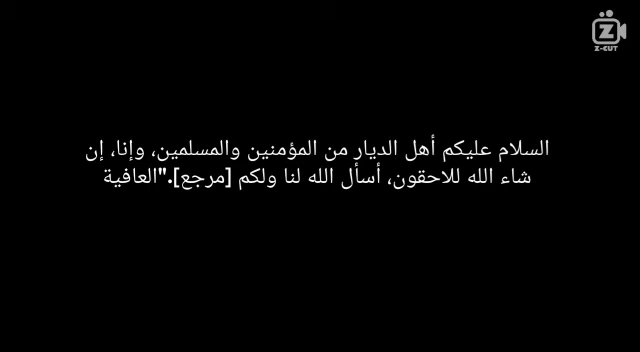 Z
Z-CUT
السلام عليكم أهل الديار من المؤمنين والمسلمين، وإنا، إن
شاء الله للاحقون، أسأل الله لنا ولكم [مرجع]."العافية